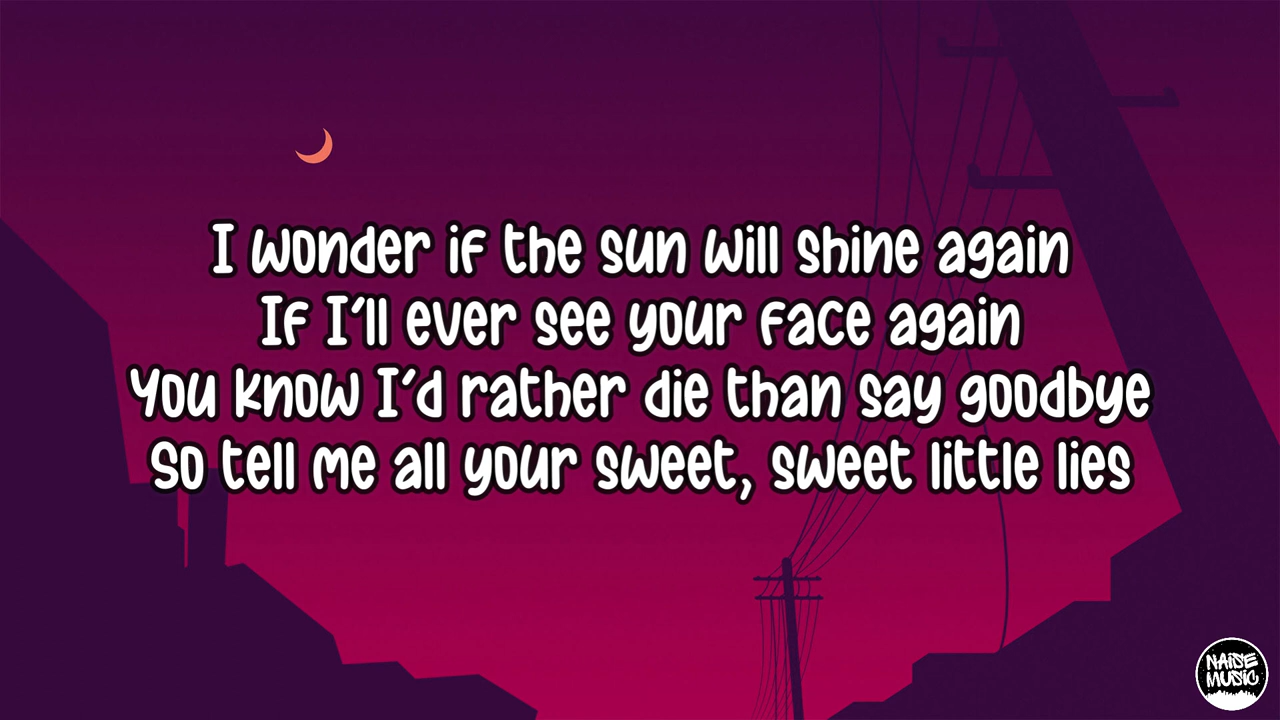 I wonder if the sun will shine again
If I'll ever see your face again
You know I'd rather die than say goodbye
So tell me all your sweet, sweet little lies
NAISE
MUSIC